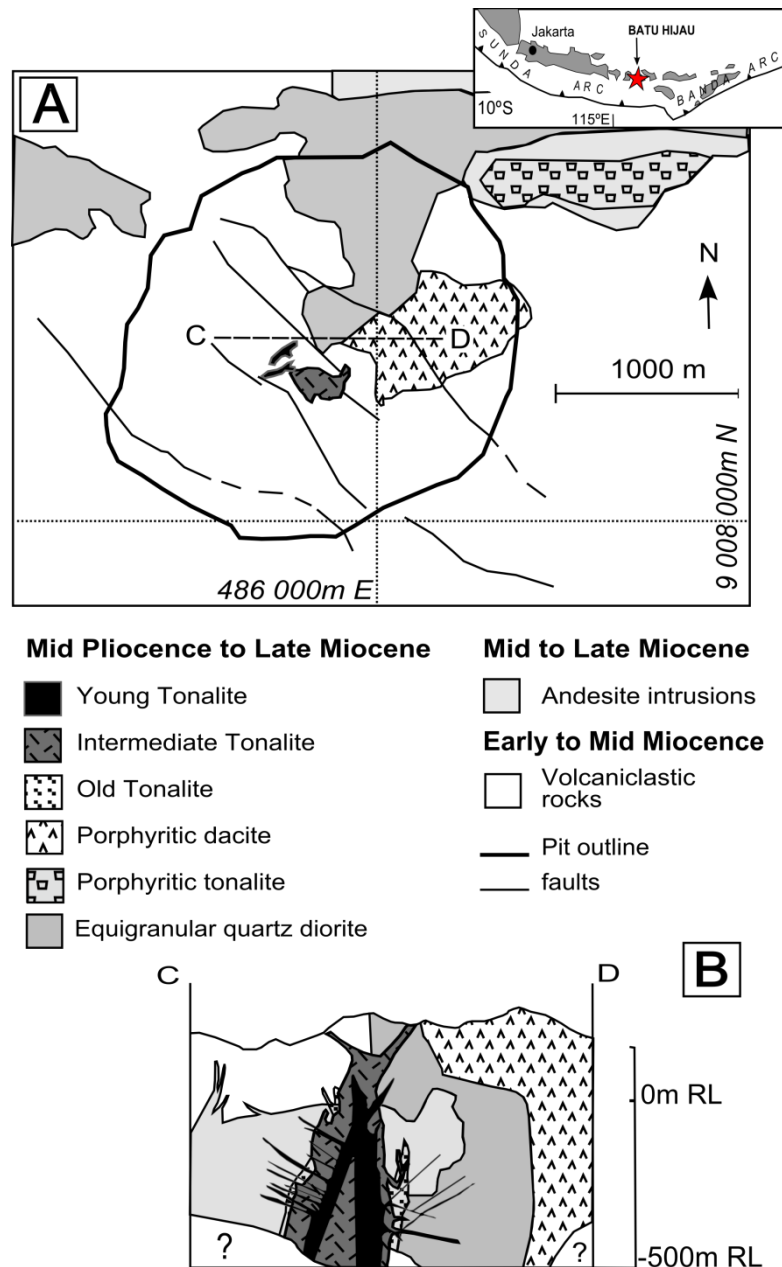 Jakarta
BATU HIJAU
SUNDA
ARC
BANDA ARC
10ºS
115ºE
A
N
C
D
1000 m
486 000m E
9 008 000m N
Mid Pliocence to Late Miocene
Young Tonalite
Intermediate Tonalite
Old Tonalite
Porphyritic dacite
Porphyritic tonalite
Equigranular quartz diorite
Mid to Late Miocene
Andesite intrusions
Early to Mid Miocence
Volcaniclastic
rocks
Pit outline
faults
C
D
B
0m RL
?
?
-500m RL